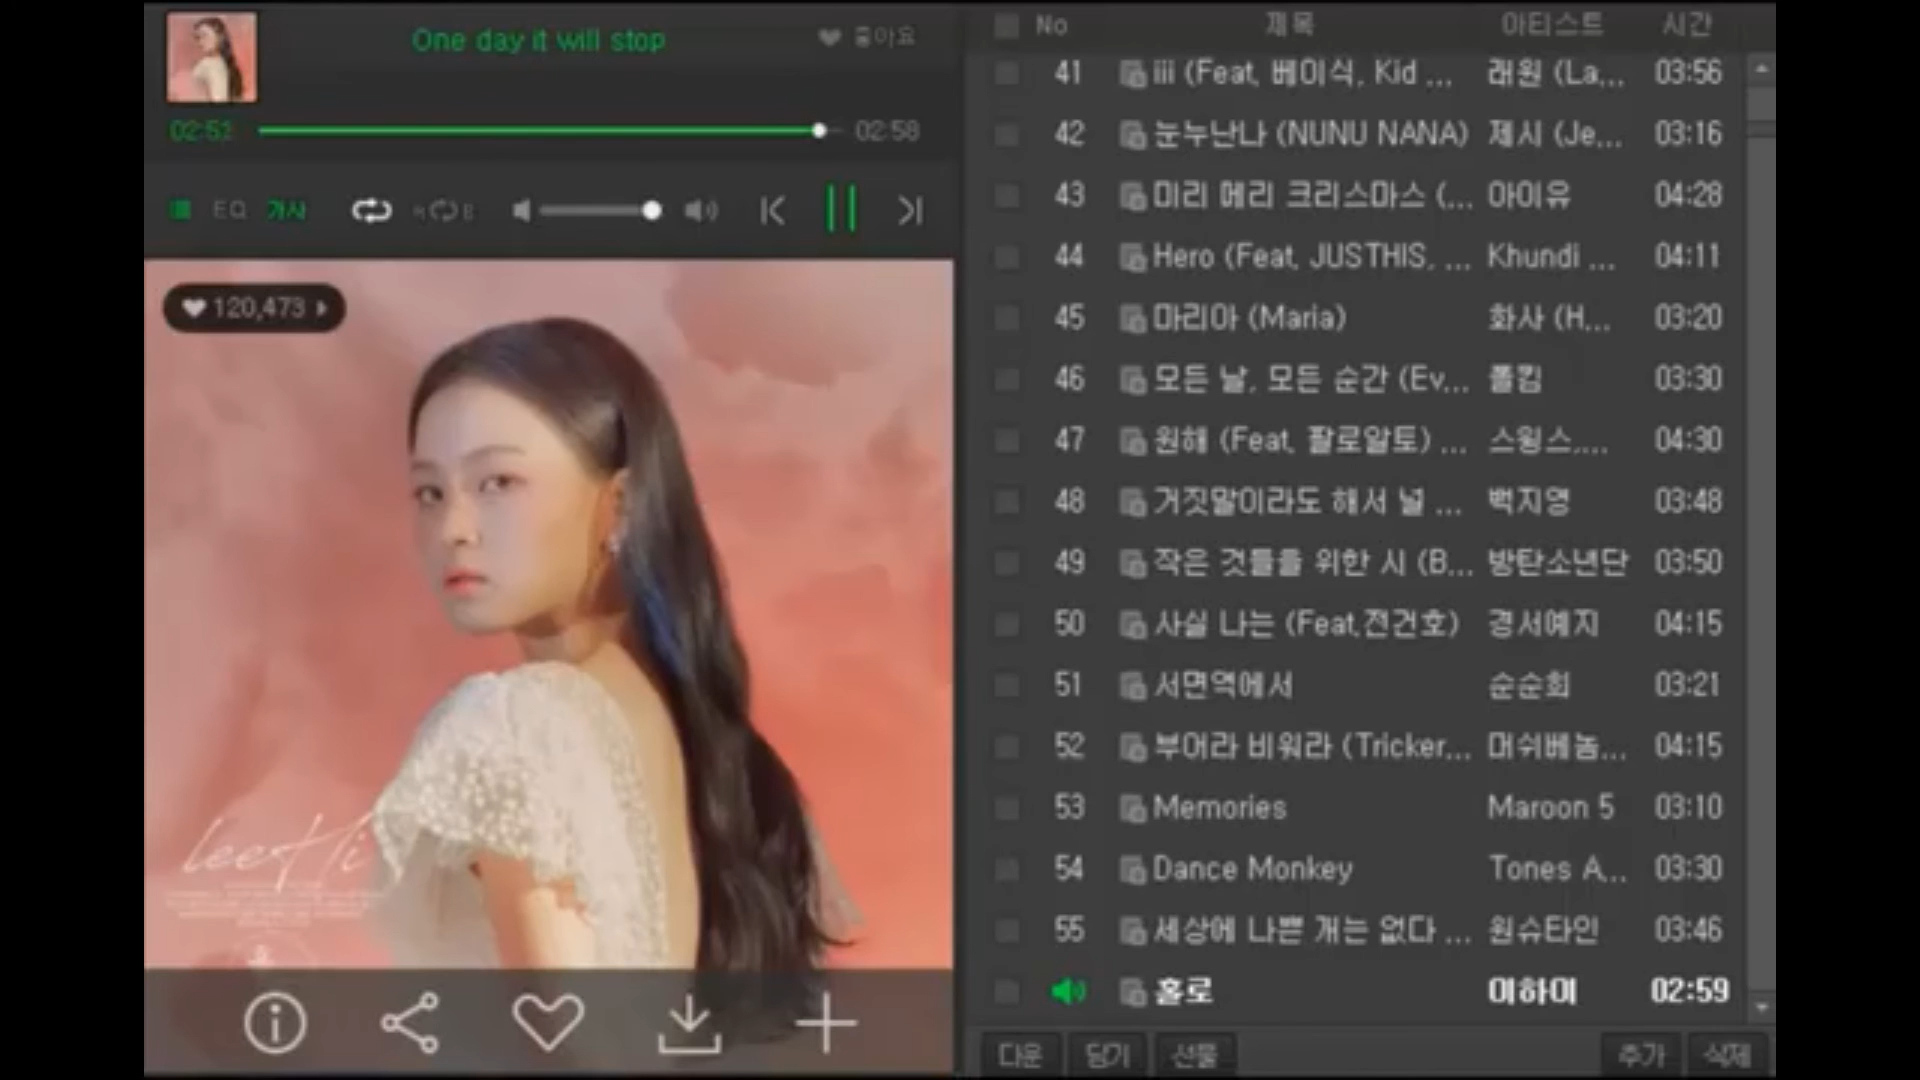 One day it will stop
좋아요
02:58
EQ 가사
120,473
LeeHi
No 제목 아티스트 시간
41 iii (Feat. 베이식, Kid ... 래원 (La... 03:56
42 눈누난나 (NUNU NANA) 제시 (Je... 03:16
43 미리 메리 크리스마스 (... 아이유 04:28
44 Hero (Feat. JUSTHIS, ... Khundi ... 04:11
45 마리아 (Maria) 화사 (H... 03:20
46 모든 날, 모든 순간 (Ev... 폴킴 03:30
47 원해 (Feat. 팔로알토) ... 스윙스,... 04:30
48 거짓말이라도 해서 널 ... 백지영 03:48
49 작은 것들을 위한 시 (B... 방탄소년단 03:50
50 사실 나는 (Feat.전건호) 경서예지 04:15
51 서면역에서 순순희 03:21
52 부어라 비워라 (Tricker... 머쉬베놈... 04:15
53 Memories Maroon 5 03:10
54 Dance Monkey Tones A... 03:30
55 세상에 나쁜 개는 없다 ... 원슈타인 03:46
홀로 이하이 02:59
다운 담기 선물 추가 삭제